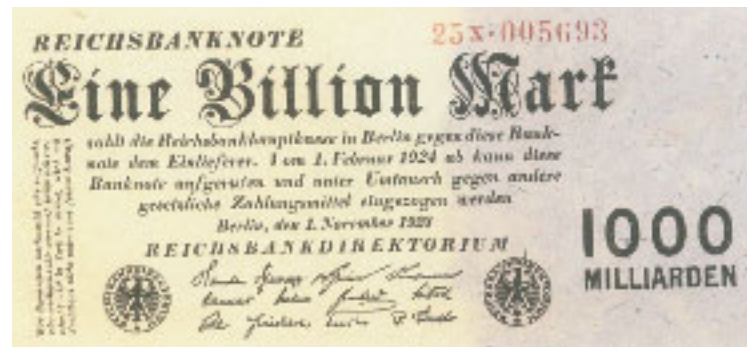 REICHSBANKNOTE
25X·005693
Eine Billion Mark
zahlt die Reichsbankhauptkasse in Berlin gegen diese Bank-
note dem Einlieferer. Vom 1. Februar 1924 ab kann diese
Banknote aufgerufen und unter Umtausch gegen andere
gesetzliche Zahlungsmittel eingezogen werden
Berlin, den 1. November 1923
REICHSBANKDIREKTORIUM
1000
MILLIARDEN